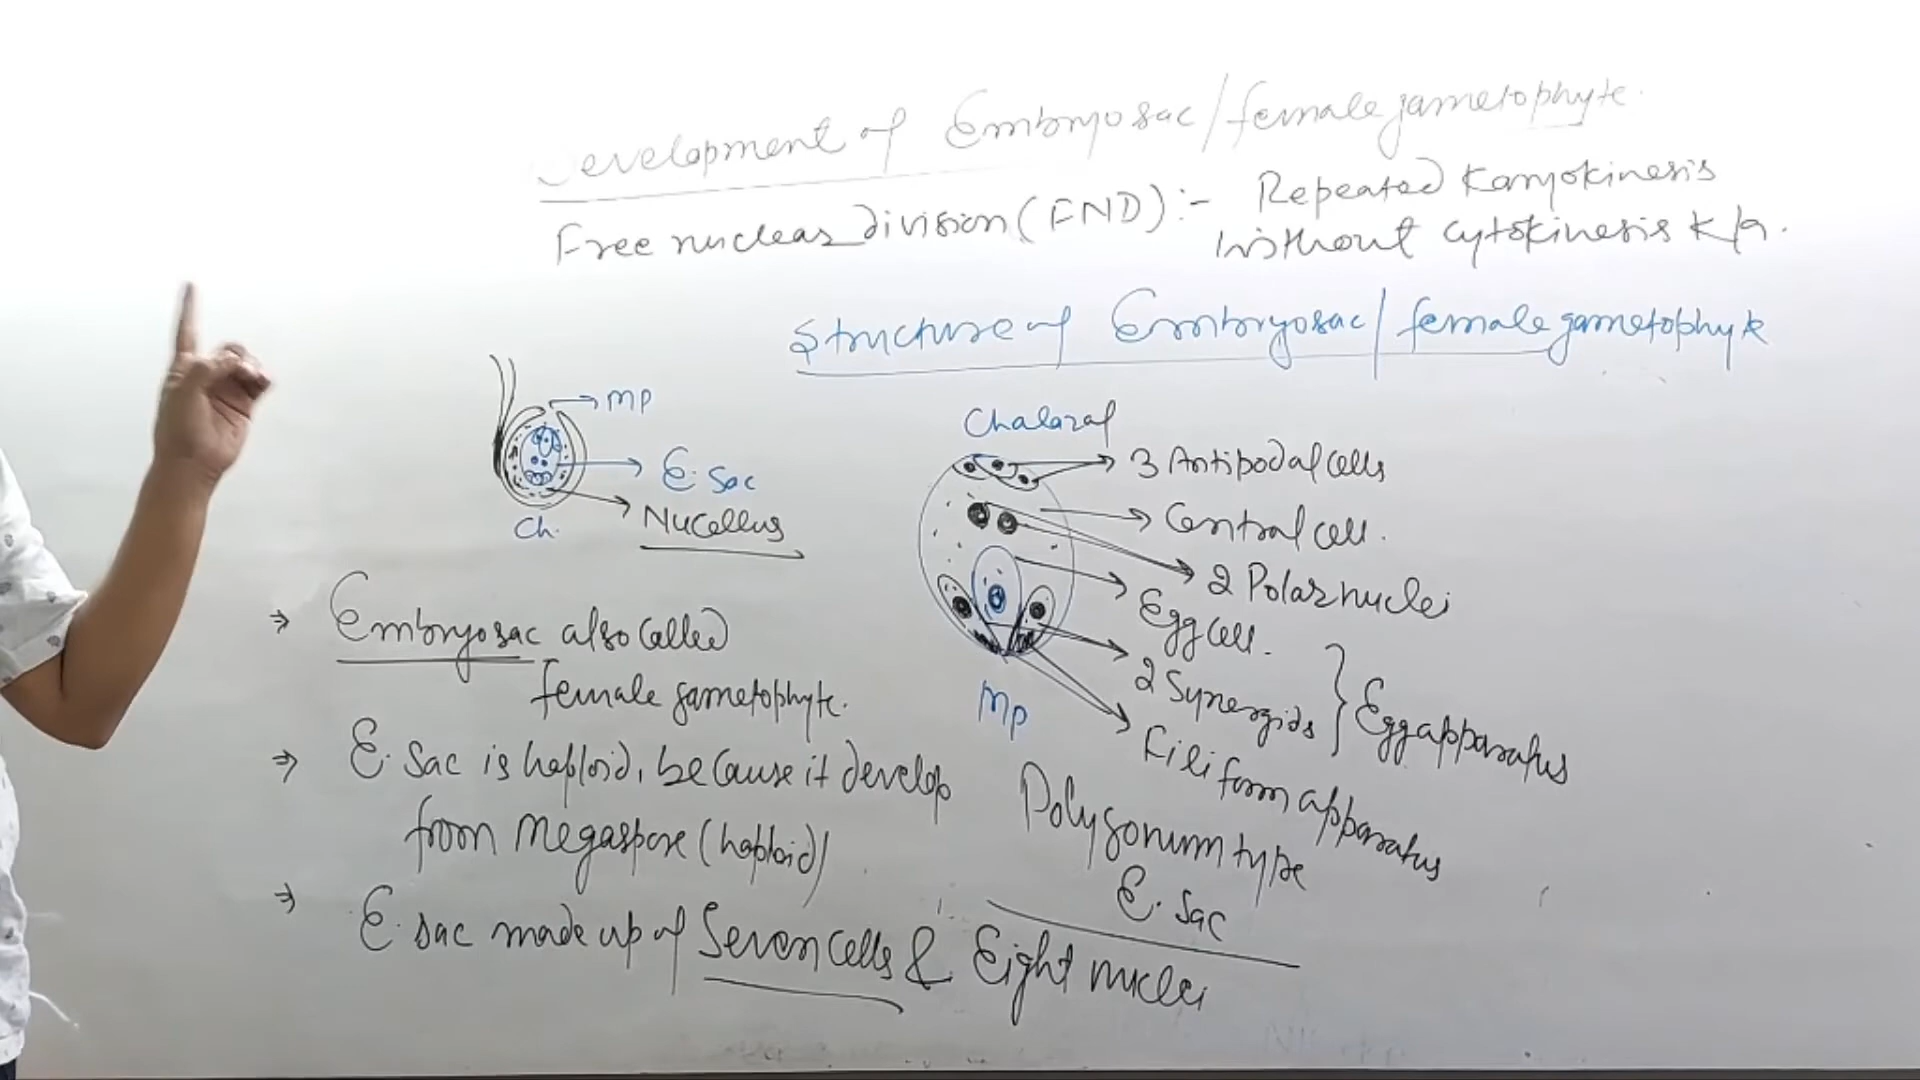 Development of Embryosac/female gametophyte.
Free nuclear division (FND) :- Repeated Karyokinesis
without cytokinesis K/a.
Structure of Embryosac/female gametophyte
MP
E. Sac
Nucellus
Ch.
Chalazal
3 Antipodal cells
Central cell.
2 Polar nuclei
Egg cell.
2 Synergids
Egg apparatus
Filiform apparatus
MP
Polygonum type
E. Sac
⇒ Embryosac also called
female gametophyte.
⇒ E. Sac is haploid, because it develop
from Megaspore (haploid)
⇒ E. sac made up of Seven cells & Eight nuclei